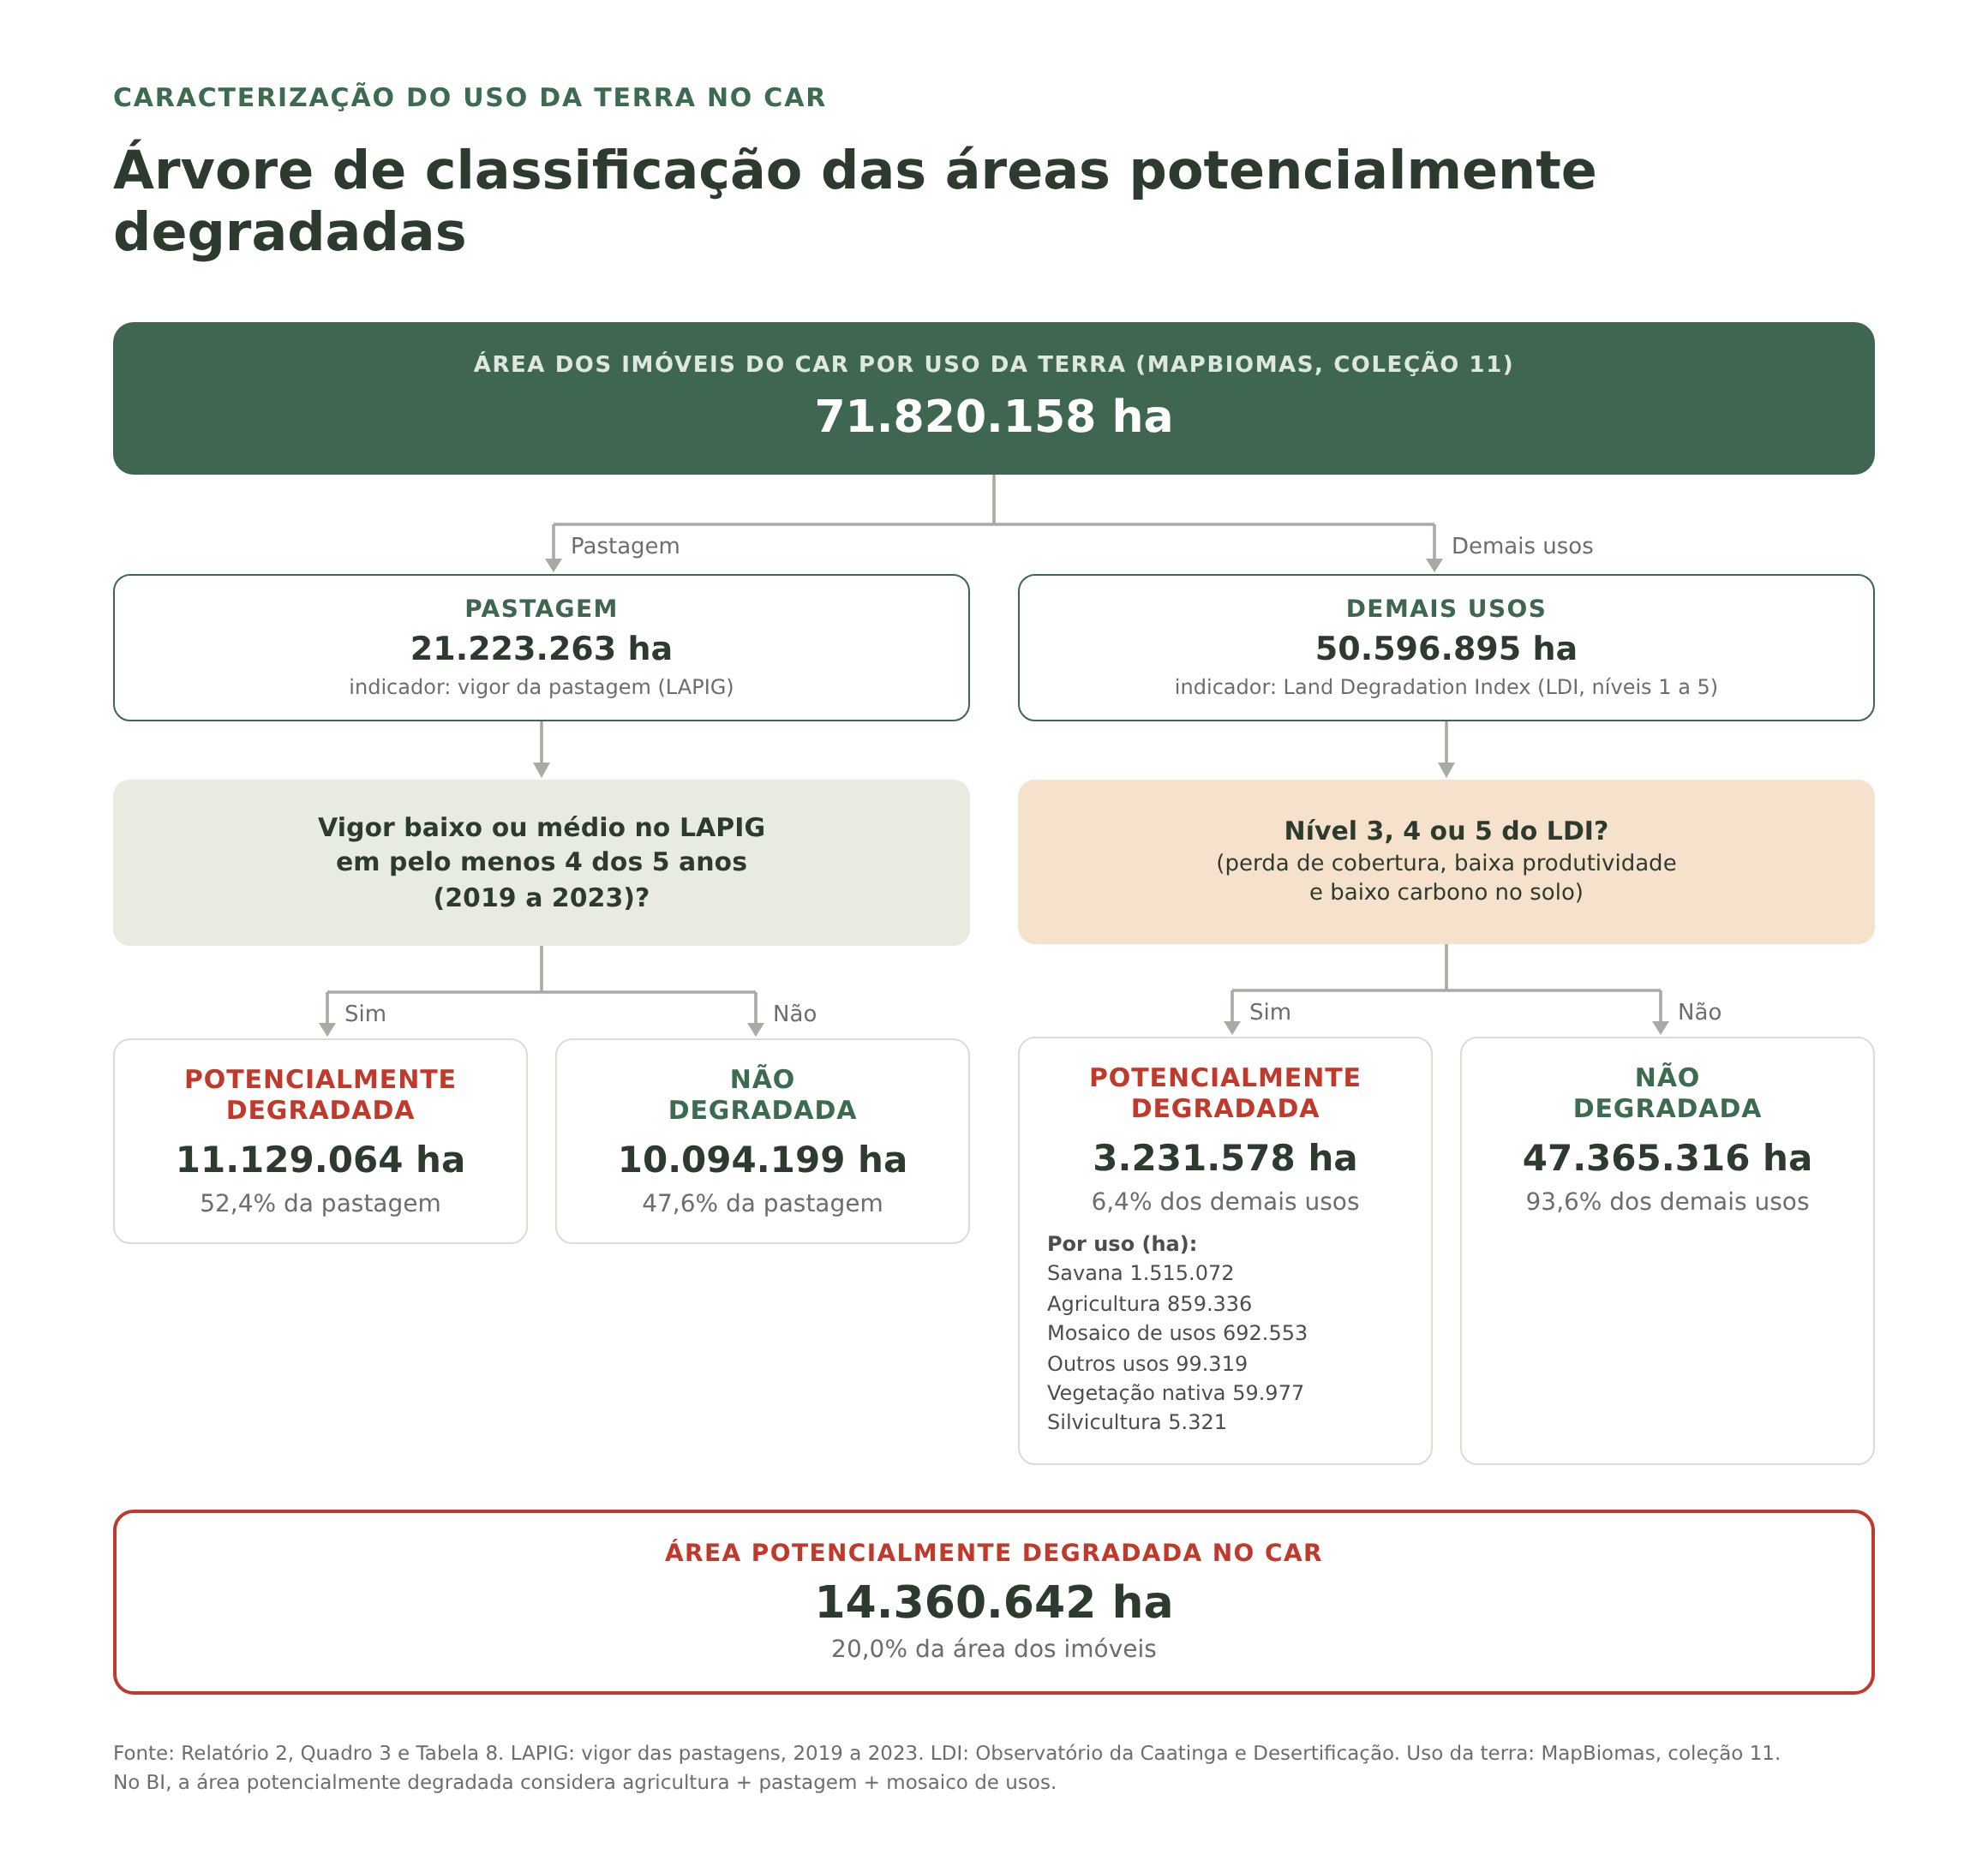 CARACTERIZAÇÃO DO USO DA TERRA NO CAR
Árvore de classificação das áreas potencialmente
degradadas
ÁREA DOS IMÓVEIS DO CAR POR USO DA TERRA (MAPBIOMAS, COLEÇÃO 11)
71.820.158 ha
Pastagem
Demais usos
PASTAGEM
21.223.263 ha
indicador: vigor da pastagem (LAPIG)
DEMAIS USOS
50.596.895 ha
indicador: Land Degradation Index (LDI, níveis 1 a 5)
Vigor baixo ou médio no LAPIG
em pelo menos 4 dos 5 anos
(2019 a 2023)?
Nível 3, 4 ou 5 do LDI?
(perda de cobertura, baixa produtividade
e baixo carbono no solo)
Sim
Não
Sim
Não
POTENCIALMENTE
DEGRADADA
11.129.064 ha
52,4% da pastagem
NÃO
DEGRADADA
10.094.199 ha
47,6% da pastagem
POTENCIALMENTE
DEGRADADA
3.231.578 ha
6,4% dos demais usos
Por uso (ha):
Savana 1.515.072
Agricultura 859.336
Mosaico de usos 692.553
Outros usos 99.319
Vegetação nativa 59.977
Silvicultura 5.321
NÃO
DEGRADADA
47.365.316 ha
93,6% dos demais usos
ÁREA POTENCIALMENTE DEGRADADA NO CAR
14.360.642 ha
20,0% da área dos imóveis
Fonte: Relatório 2, Quadro 3 e Tabela 8. LAPIG: vigor das pastagens, 2019 a 2023. LDI: Observatório da Caatinga e Desertificação. Uso da terra: MapBiomas, coleção 11.
No BI, a área potencialmente degradada considera agricultura + pastagem + mosaico de usos.